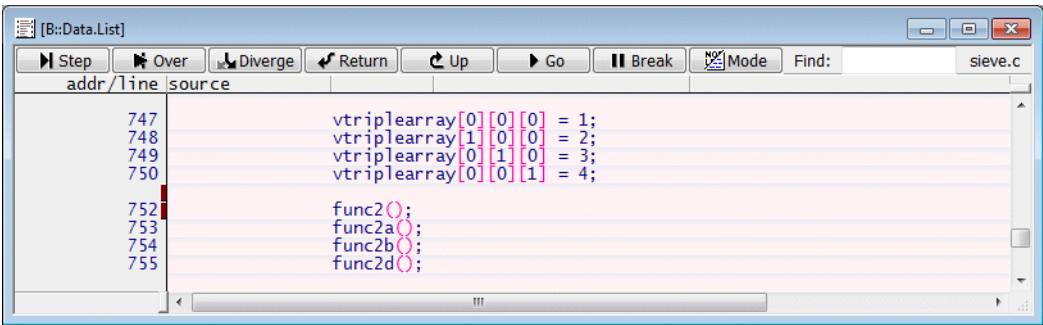 [B::Data.List]
Step Over Diverge Return Up Go Break Mode Find: sieve.c
addr/line source
747 vtriplearray[0][0][0] = 1;
748 vtriplearray[1][0][0] = 2;
749 vtriplearray[0][1][0] = 3;
750 vtriplearray[0][0][1] = 4;
752 func2();
753 func2a();
754 func2b();
755 func2d();